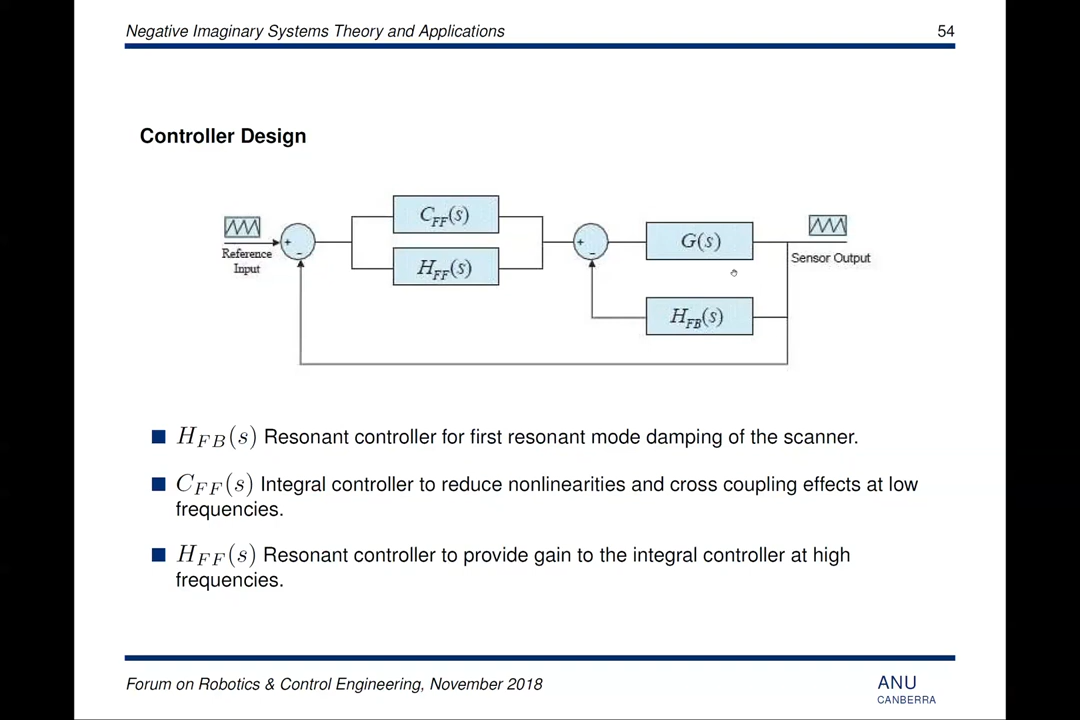 Negative Imaginary Systems Theory and Applications 54
Controller Design
C_FF(s)
H_FF(s)
+
-
+
-
G(s)
H_FB(s)
Reference
Input
Sensor Output
■ H_FB(s) Resonant controller for first resonant mode damping of the scanner.
■ C_FF(s) Integral controller to reduce nonlinearities and cross coupling effects at low
frequencies.
■ H_FF(s) Resonant controller to provide gain to the integral controller at high
frequencies.
Forum on Robotics & Control Engineering, November 2018
ANU
CANBERRA